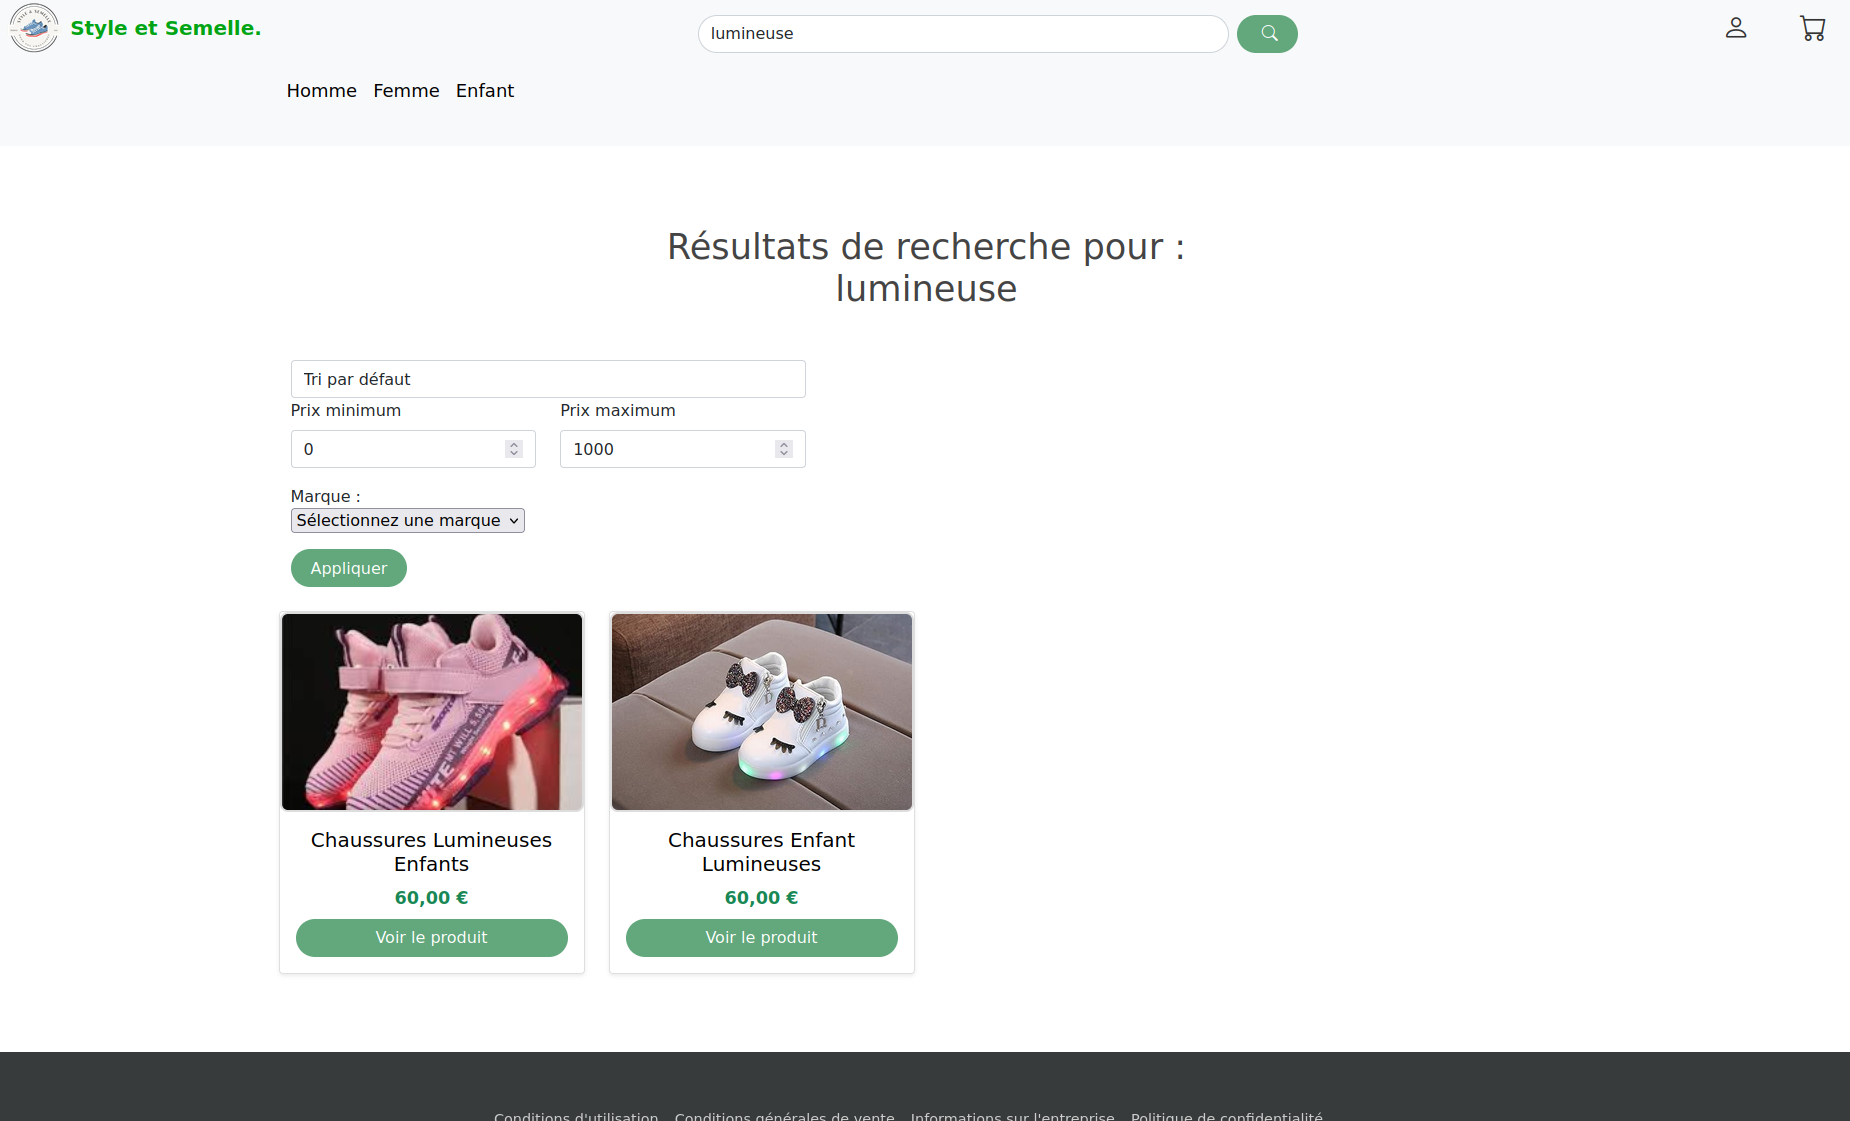 STYLE & SEMELLE
Style et Semelle.
lumineuse
Homme Femme Enfant
Résultats de recherche pour :
lumineuse
Tri par défaut
Prix minimum Prix maximum
0 1000
Marque :
Sélectionnez une marque
Appliquer
Chaussures Lumineuses
Enfants
60,00 €
Voir le produit
Chaussures Enfant
Lumineuses
60,00 €
Voir le produit
Conditions d'utilisation Conditions générales de vente Informations sur l'entreprise Politique de confidentialité